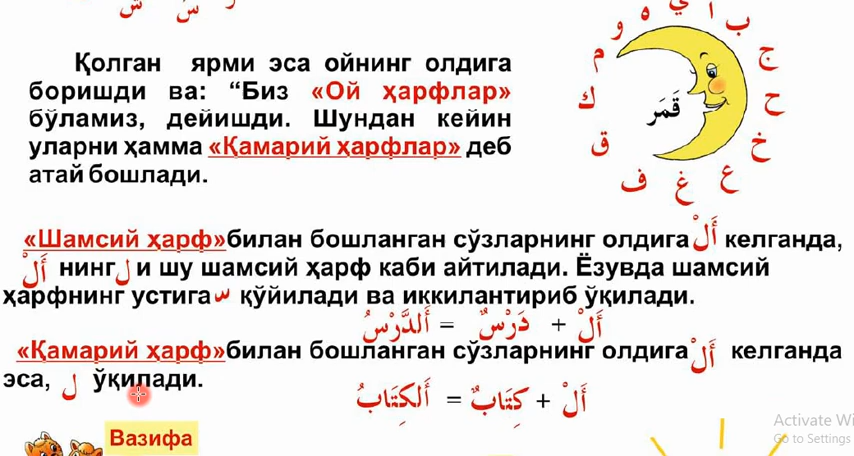 س ش ر
ا ب ج ح خ ع غ ف ق ك م و ه ي
قَمَر
Қолган ярми эса ойнинг олдига
боришди ва: “Биз «Ой ҳарфлар»
бўламиз, дейишди. Шундан кейин
уларни ҳамма «Қамарий ҳарфлар» деб
атай бошлади.
«Шамсий ҳарф»билан бошланган сўзларнинг олдига أَلْ келганда,
أَلْ нинг ل и шу шамсий ҳарф каби айтилади. Ёзувда шамсий
ҳарфнинг устига ّ қўйилади ва иккилантириб ўқилади.
أَلْ + دَرْسٌ = أَلدَّرْسُ
«Қамарий ҳарф»билан бошланган сўзларнинг олдига أَلْ келганда
эса, ل ўқилади.
أَلْ + كِتَابٌ = أَلْكِتَابُ
Вазифа
Activate Wi
Go to Settings